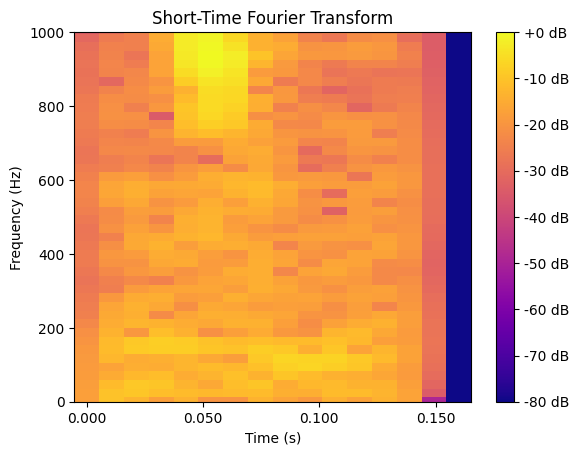 Short-Time Fourier Transform
1000
800
600
400
200
0
Frequency (Hz)
0.000
0.050
0.100
0.150
Time (s)
+0 dB
-10 dB
-20 dB
-30 dB
-40 dB
-50 dB
-60 dB
-70 dB
-80 dB